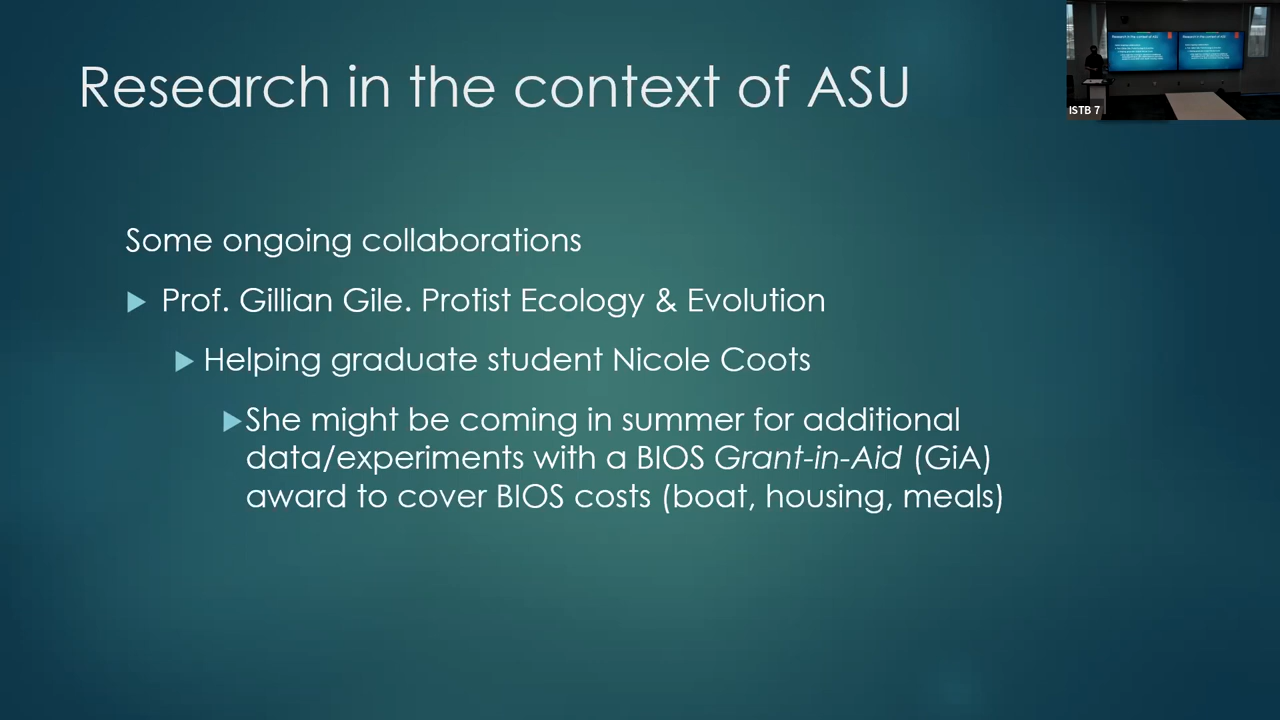 Research in the context of ASU
ISTB 7
Some ongoing collaborations
Prof. Gillian Gile. Protist Ecology & Evolution
Helping graduate student Nicole Coots
She might be coming in summer for additional
data/experiments with a BIOS Grant-in-Aid (GiA)
award to cover BIOS costs (boat, housing, meals)